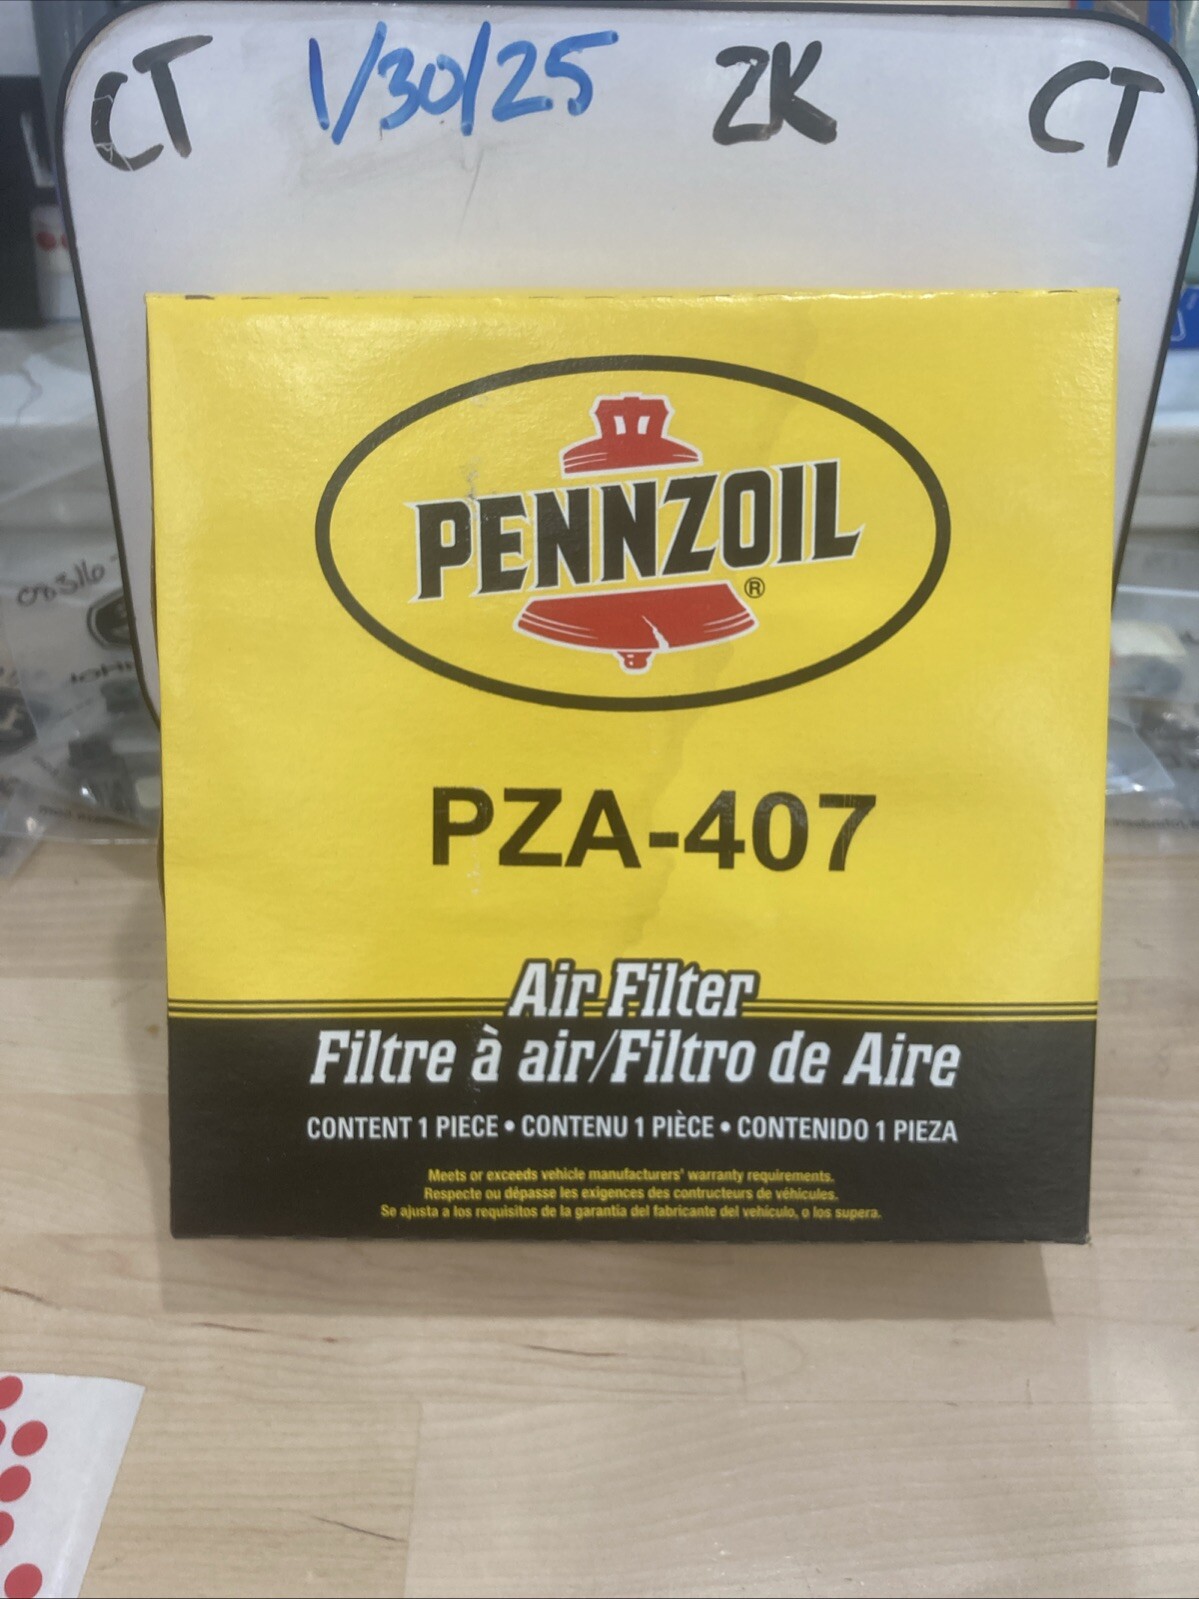 CT 1/30/25 ZK CT
PENNZOIL
®
PZA-407
Air Filter
Filtre à air/Filtro de Aire
CONTENT 1 PIECE • CONTENU 1 PIÈCE • CONTENIDO 1 PIEZA
Meets or exceeds vehicle manufacturers' warranty requirements.
Respecte ou dépasse les exigences des contructeurs de véhicules.
Se ajusta a los requisitos de la garantía del fabricante del vehículo, o los supera.